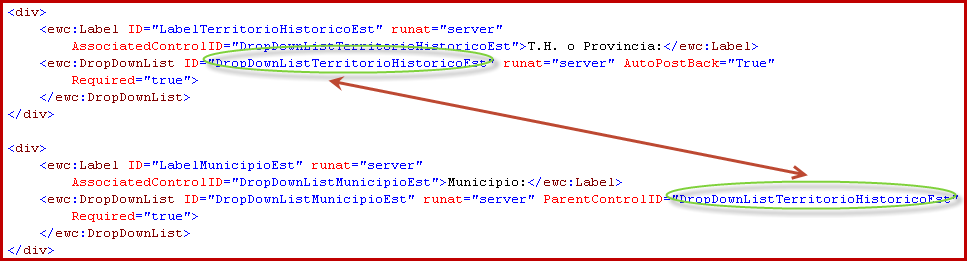 <div>
<ewc:Label ID="LabelTerritorioHistoricoEst" runat="server"
AssociatedControlID="DropDownListTerritorioHistoricoEst">T.H. o Provincia:</ewc:Label>
<ewc:DropDownList ID="DropDownListTerritorioHistoricoEst" runat="server" AutoPostBack="True"
Required="true">
</ewc:DropDownList>
</div>
<div>
<ewc:Label ID="LabelMunicipioEst" runat="server"
AssociatedControlID="DropDownListMunicipioEst">Municipio:</ewc:Label>
<ewc:DropDownList ID="DropDownListMunicipioEst" runat="server" ParentControlID="DropDownListTerritorioHistoricoEst"
Required="true">
</ewc:DropDownList>
</div>